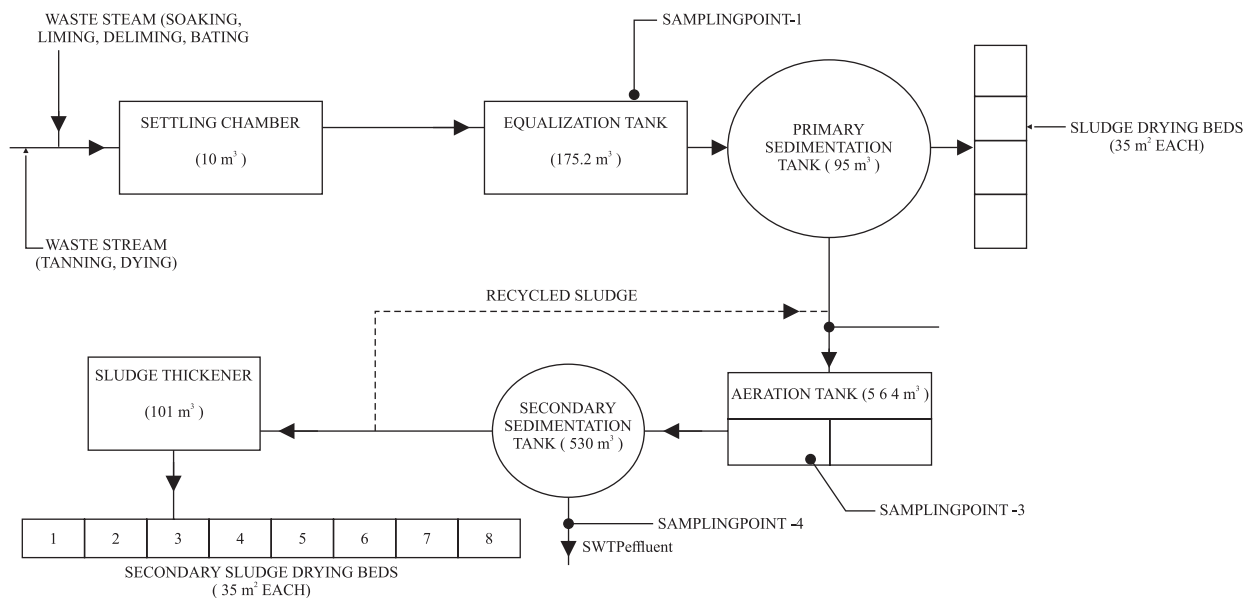 WASTE STEAM (SOAKING,
LIMING, DELIMING, BATING
SAMPLINGPOINT-1
SETTLING CHAMBER
(10 m³)
EQUALIZATION TANK
(175.2 m³)
PRIMARY
SEDIMENTATION
TANK ( 95 m³)
SLUDGE DRYING BEDS
(35 m² EACH)
WASTE STREAM
(TANNING, DYING)
RECYCLED SLUDGE
SLUDGE THICKENER
(101 m³)
SECONDARY
SEDIMENTATION
TANK ( 530 m³)
AERATION TANK (5 6 4 m³)
SAMPLINGPOINT -3
SAMPLINGPOINT -4
SWTPeffluent
1 2 3 4 5 6 7 8
SECONDARY SLUDGE DRYING BEDS
( 35 m² EACH)